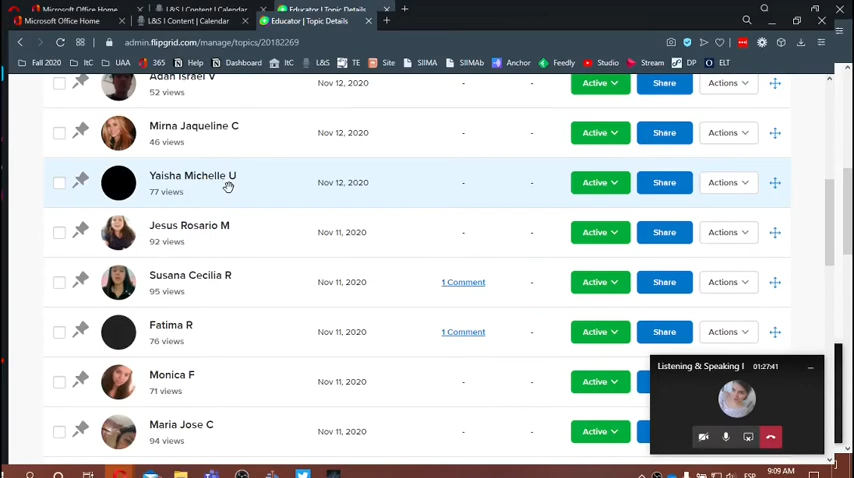 Microsoft Office Home
L&S I Content | Calendar
Educator | Topic Details
Microsoft Office Home
L&S I Content | Calendar
Educator | Topic Details
admin.flipgrid.com/manage/topics/20182269
Fall 2020
ItC
UAA
365
Help
Dashboard
ItC
L&S
TE
Site
SIIMA
SIIMAb
Anchor
Feedly
Studio
Stream
DP
ELT
Adan Israel V
52 views
Nov 12, 2020
-
-
Active
Share
Actions
Mirna Jaqueline C
46 views
Nov 12, 2020
-
-
Active
Share
Actions
Yaisha Michelle U
77 views
Nov 12, 2020
-
-
Active
Share
Actions
Jesus Rosario M
92 views
Nov 11, 2020
-
-
Active
Share
Actions
Susana Cecilia R
95 views
Nov 11, 2020
1 Comment
-
Active
Share
Actions
Fatima R
76 views
Nov 11, 2020
1 Comment
-
Active
Share
Actions
Monica F
71 views
Nov 11, 2020
-
-
Active
Maria Jose C
94 views
Nov 11, 2020
-
-
Active
Listening & Speaking I
01:27:41
ESP
9:09 AM